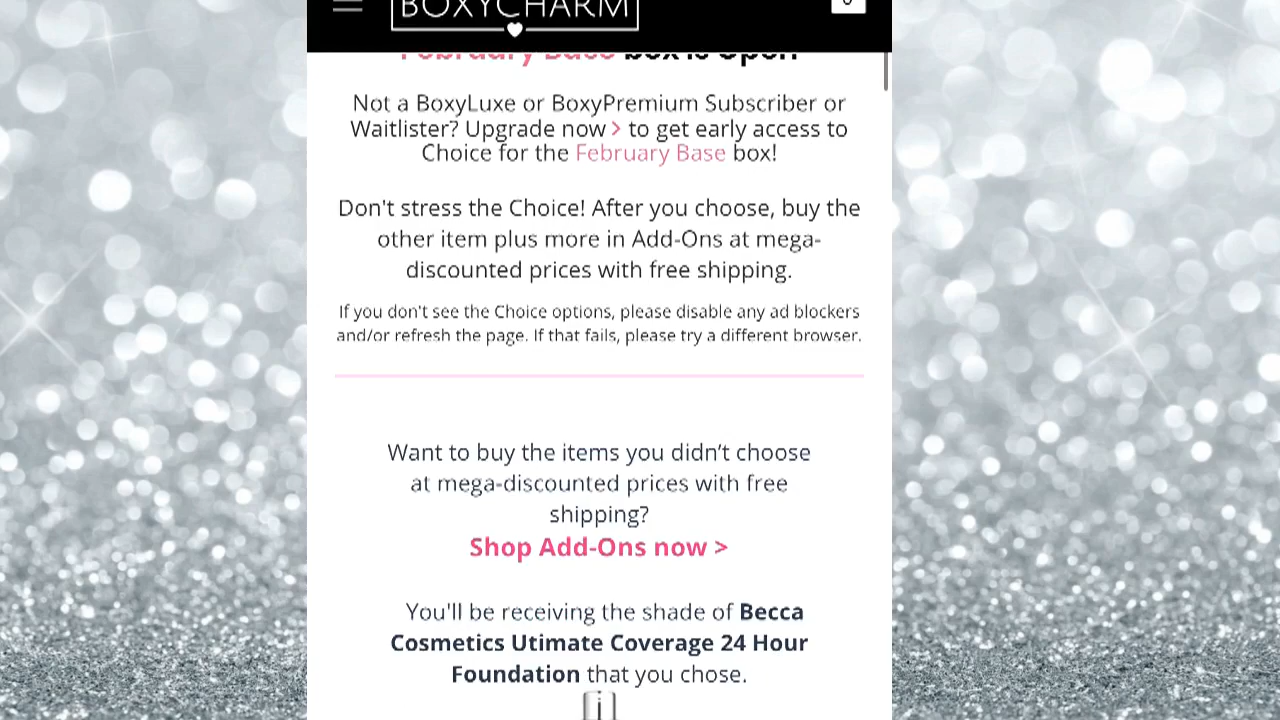 BOXYCHARM
February Base box is Open
Not a BoxyLuxe or BoxyPremium Subscriber or
Waitlister? Upgrade now > to get early access to
Choice for the February Base box!
Don't stress the Choice! After you choose, buy the
other item plus more in Add-Ons at mega-
discounted prices with free shipping.
If you don't see the Choice options, please disable any ad blockers
and/or refresh the page. If that fails, please try a different browser.
Want to buy the items you didn’t choose
at mega-discounted prices with free
shipping?
Shop Add-Ons now >
You'll be receiving the shade of Becca
Cosmetics Utimate Coverage 24 Hour
Foundation that you chose.